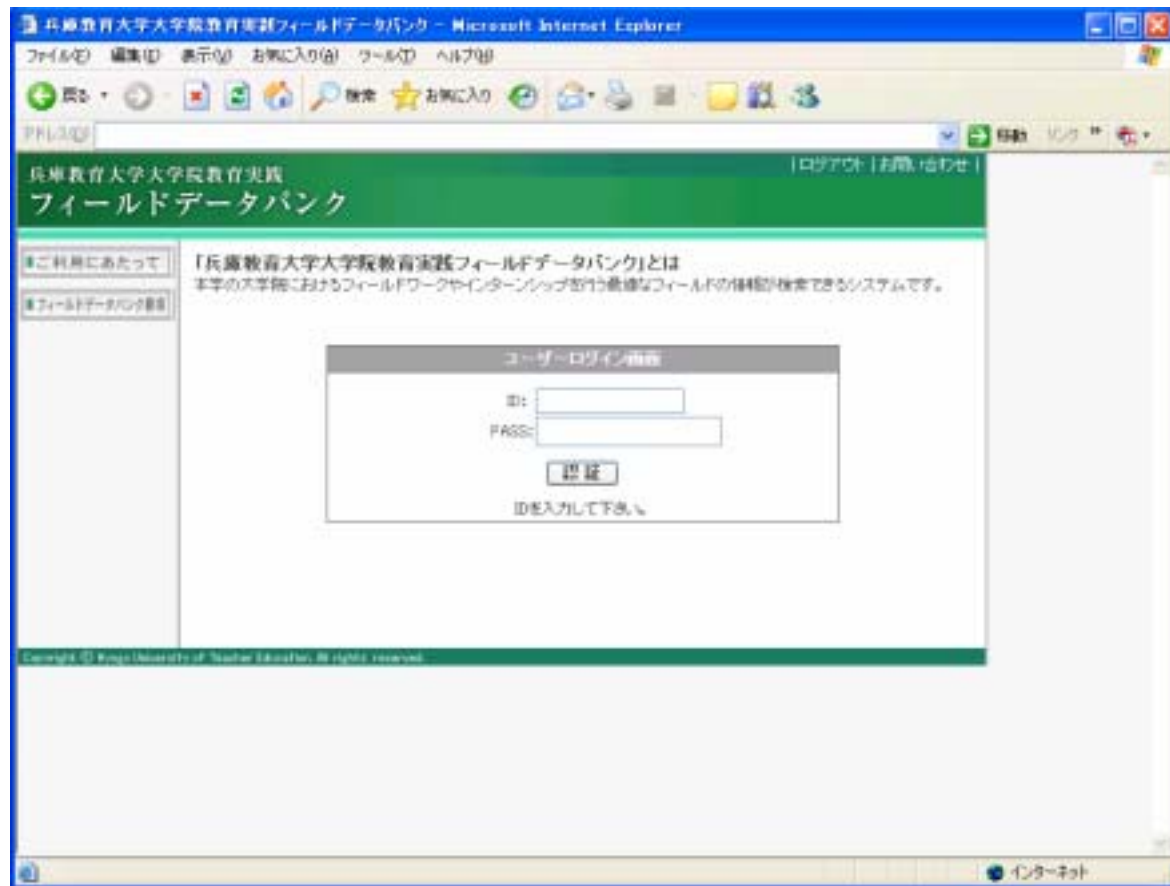 兵庫教育大学大学院教育実践フィールドデータバンク - Microsoft Internet Explorer
ファイル(F) 編集(E) 表示(V) お気に入り(A) ツール(T) ヘルプ(H)
戻る 検索 お気に入り
アドレス(D) 移動 リンク »
|ログアウト|お問い合わせ|
兵庫教育大学大学院教育実践
フィールドデータバンク
ご利用にあたって
フィールドデータバンク
「兵庫教育大学大学院教育実践フィールドデータバンク」とは
本学の大学院におけるフィールドワークやインターンシップを行う最適なフィールドの情報が検索できるシステムです。
ユーザーログイン画面
ID:
PASS:
認証
IDを入力して下さい。
Copyright © Hyogo University of Teacher Education. All rights reserved.
インターネット